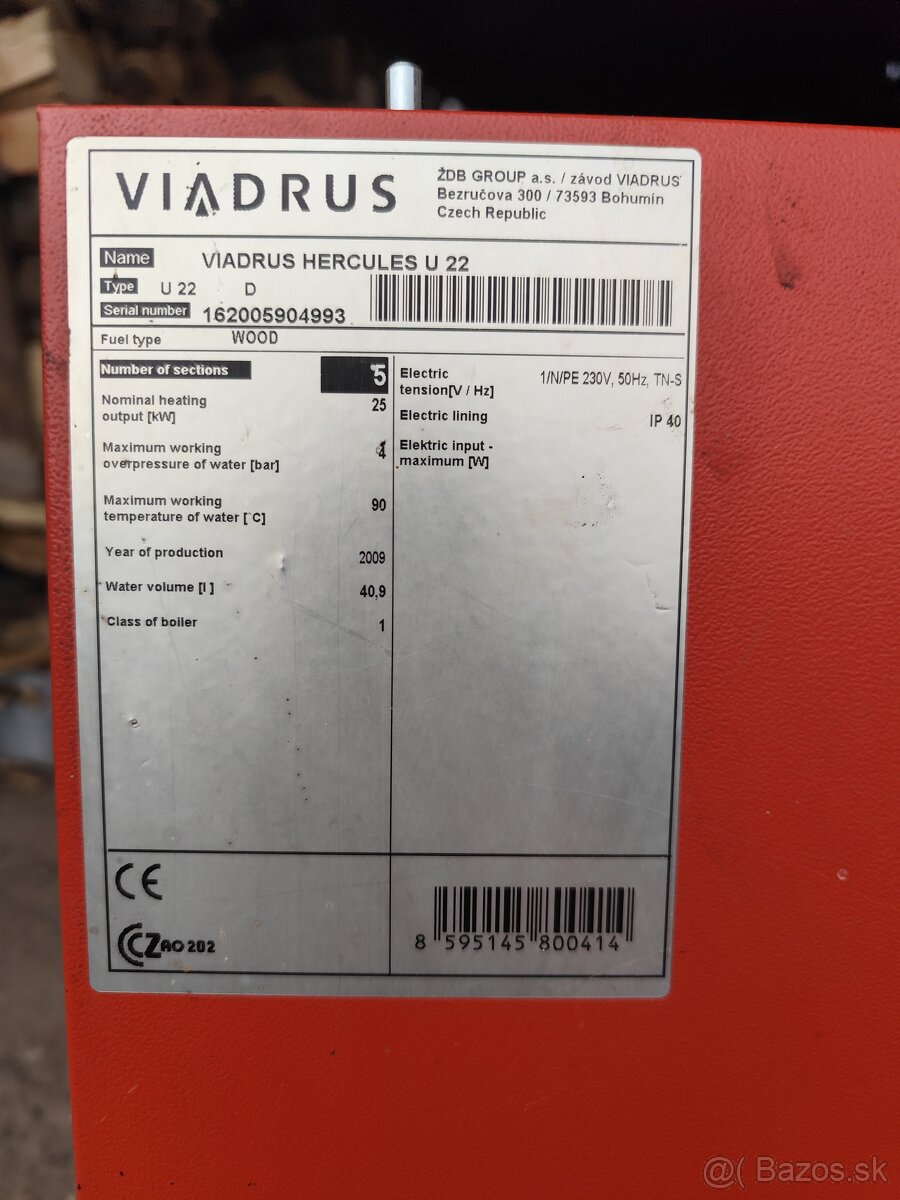 VIADRUS
ŽDB GROUP a.s. / závod VIADRUS
Bezručova 300 / 73593 Bohumín
Czech Republic
Name VIADRUS HERCULES U 22
Type U 22 D
Serial number 162005904993
Fuel type WOOD
Number of sections 5
Nominal heating
output [kW] 25
Maximum working
overpressure of water [bar] 4
Maximum working
temperature of water [°C] 90
Year of production 2009
Water volume [l] 40,9
Class of boiler 1
Electric
tension[V / Hz] 1/N/PE 230V, 50Hz, TN-S
Electric lining IP 40
Elektric input -
maximum [W]
CE
CCZ AO 202
8 595145 800414
@( Bazos.sk